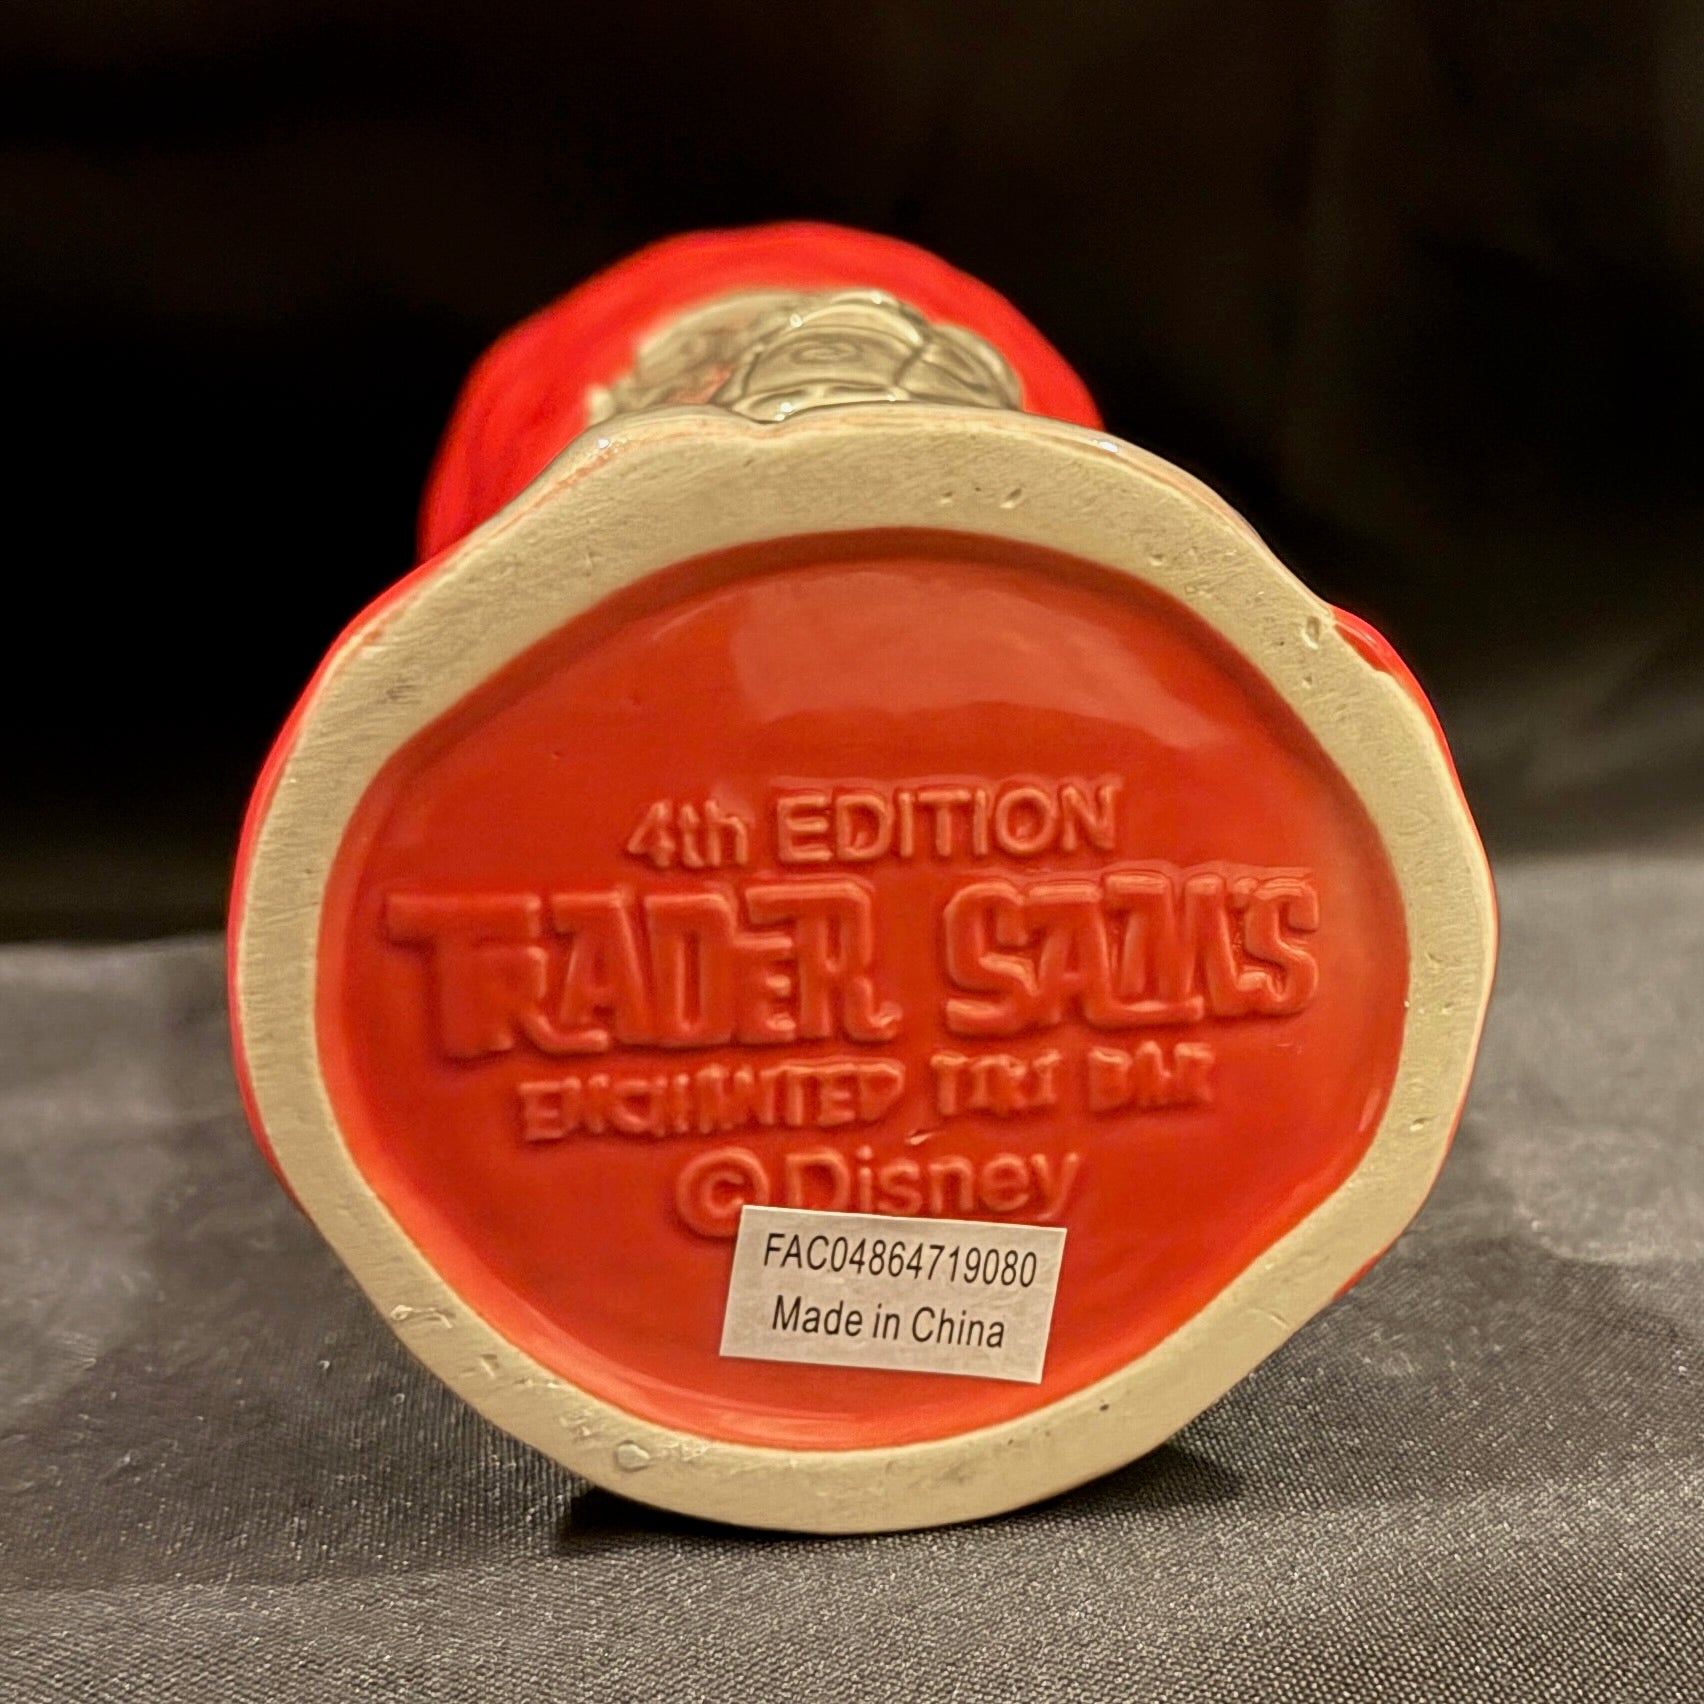 4th EDITION
TRADER SAM'S
ENCHANTED TIKI BAR
©Disney
FAC04864719080
Made in China